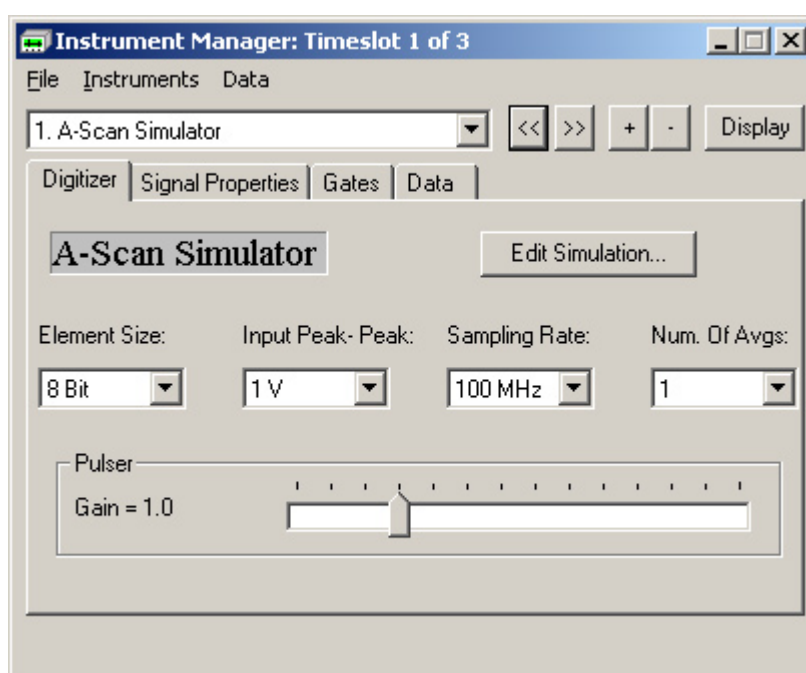 Instrument Manager: Timeslot 1 of 3
File Instruments Data
1. A-Scan Simulator << >> + - Display
Digitizer Signal Properties Gates Data
A-Scan Simulator Edit Simulation...
Element Size: Input Peak- Peak: Sampling Rate: Num. Of Avgs:
8 Bit 1 V 100 MHz 1
Pulser
Gain = 1.0